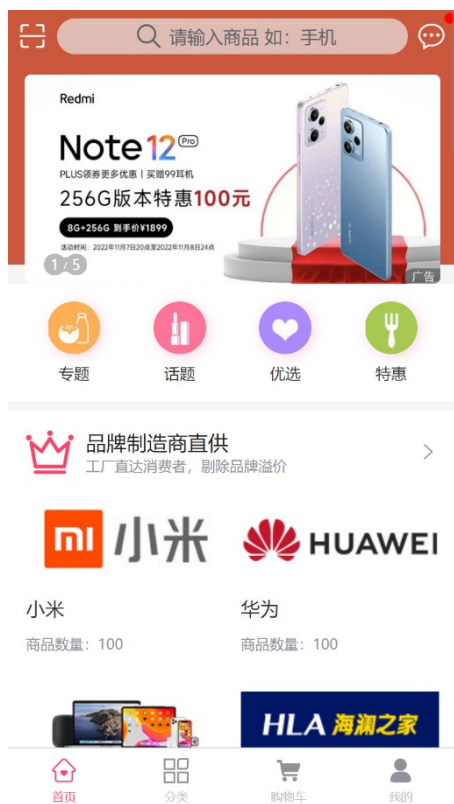 请输入商品 如：手机
Redmi
Note 12 Pro
PLUS领券更多优惠 | 买赠99耳机
256G版本特惠100元
8G+256G 到手价¥1899
活动时间：2022年11月7日20点至2022年11月8日24点
1 / 5
广告
专题
话题
优选
特惠
品牌制造商直供
工厂直达消费者，剔除品牌溢价
小米
HUAWEI
小米
华为
商品数量：100
商品数量：100
HLA 海澜之家
首页
分类
购物车
我的